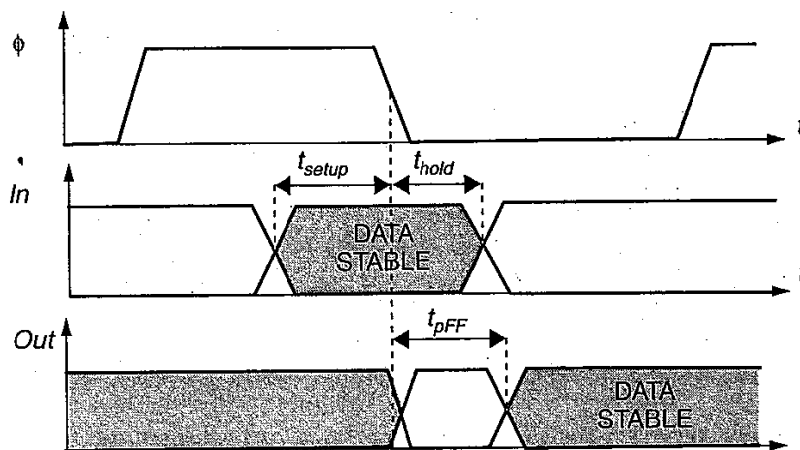 ϕ
t
t_setup
t_hold
In
DATA
STABLE
t
t_pFF
Out
DATA
STABLE